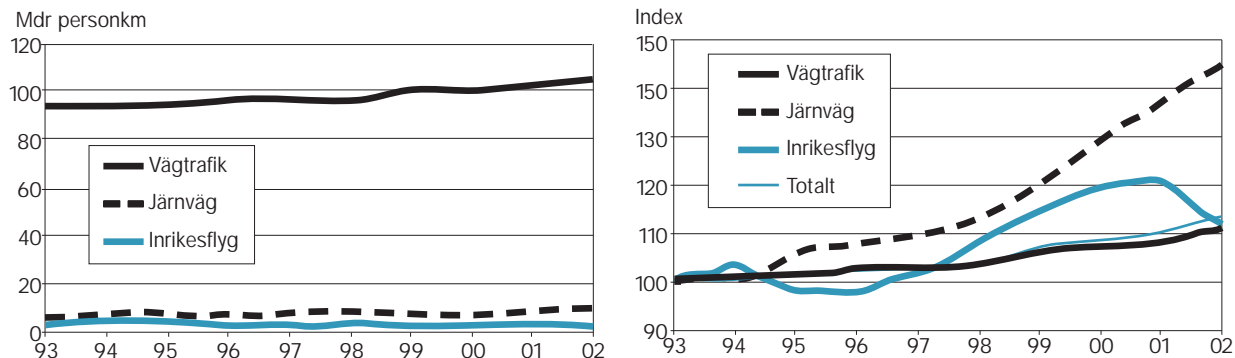 Mdr personkm
120
100
80
60
40
20
0
Vägtrafik
Järnväg
Inrikesflyg
93 94 95 96 97 98 99 00 01 02
Index
150
150
130
120
110
100
90
Vägtrafik
Järnväg
Inrikesflyg
Totalt
93 94 95 96 97 98 99 00 01 02